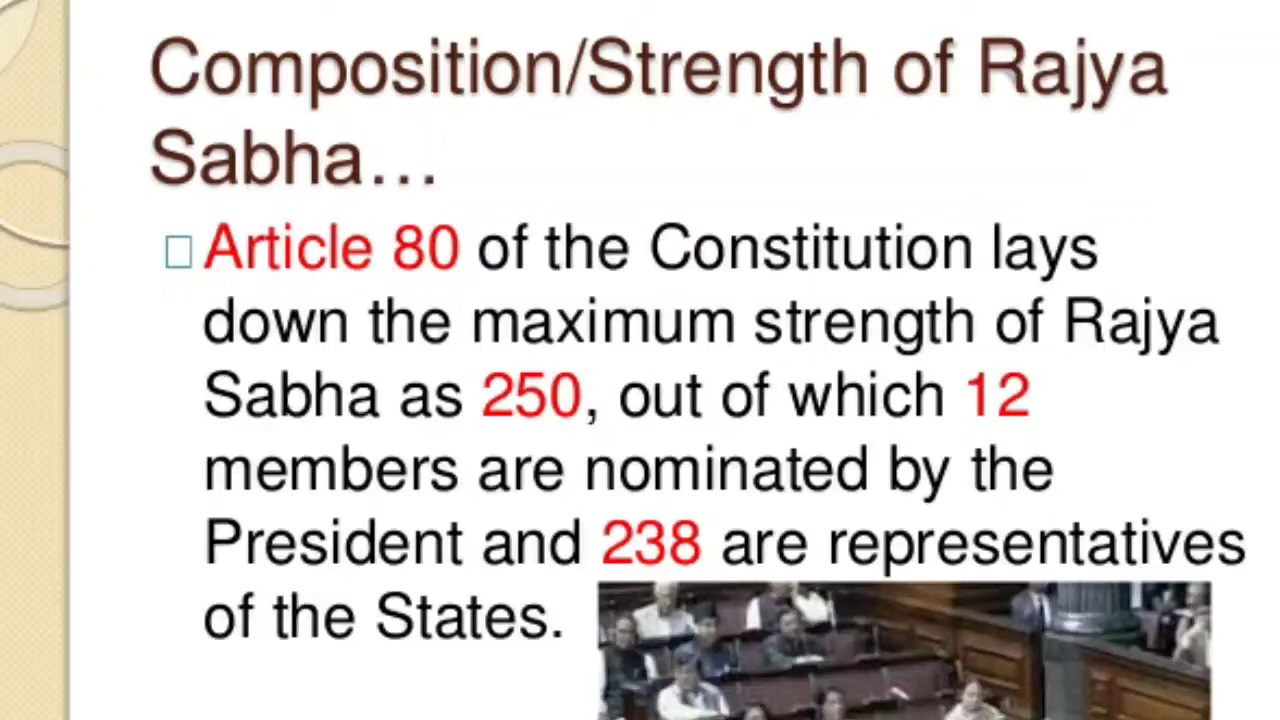 Composition/Strength of Rajya
Sabha…
Article 80 of the Constitution lays
down the maximum strength of Rajya
Sabha as 250, out of which 12
members are nominated by the
President and 238 are representatives
of the States.